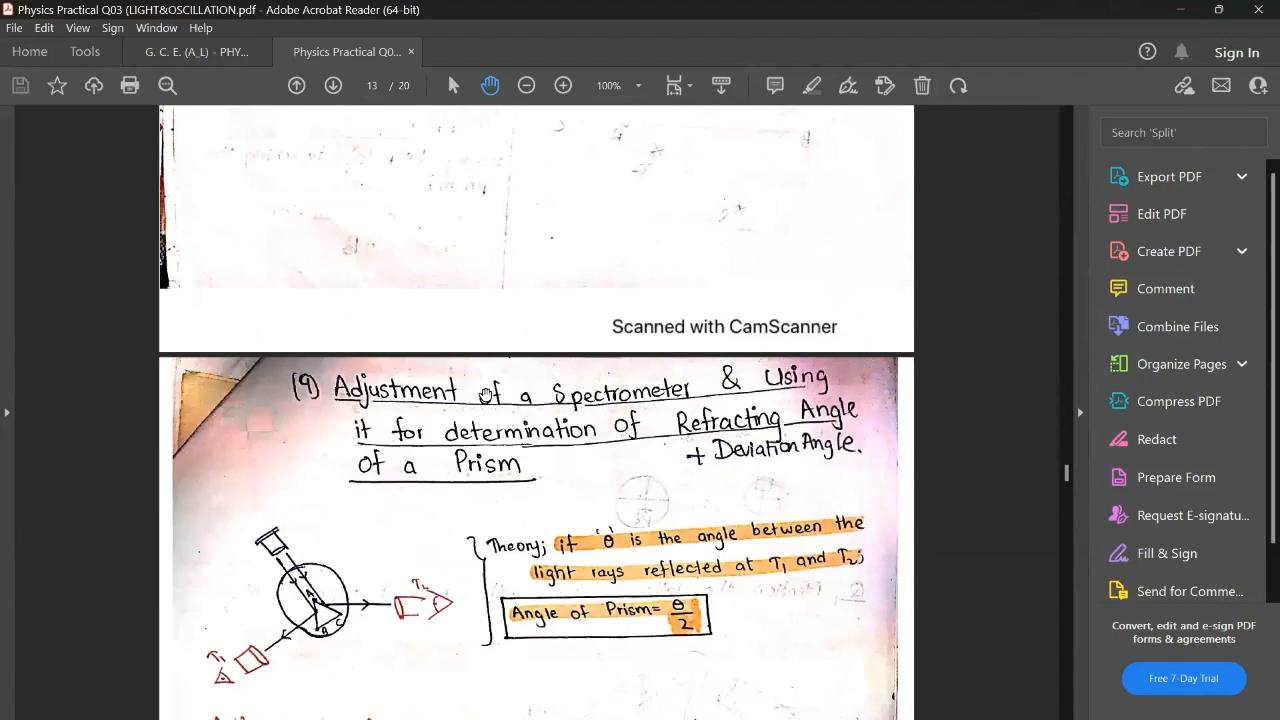 Physics Practical Q03 (LIGHT&OSCILLATION.pdf - Adobe Acrobat Reader (64-bit)
File Edit View Sign Window Help
Home Tools G. C. E. (A_L) - PHY... Physics Practical Q0... ×
Sign In
13 / 20 100%
Search 'Split'
Export PDF
Edit PDF
Create PDF
Comment
Combine Files
Organize Pages
Compress PDF
Redact
Prepare Form
Request E-signatu...
Fill & Sign
Send for Comme...
Convert, edit and e-sign PDF
forms & agreements
Free 7-Day Trial
Scanned with CamScanner
(9) Adjustment of a Spectrometer & Using
it for determination of Refracting Angle
of a Prism + Deviation Angle.
Theory; if 'θ' is the angle between the
light rays reflected at T1 and T2;
Angle of Prism = θ/2
A
B C
T1
T2